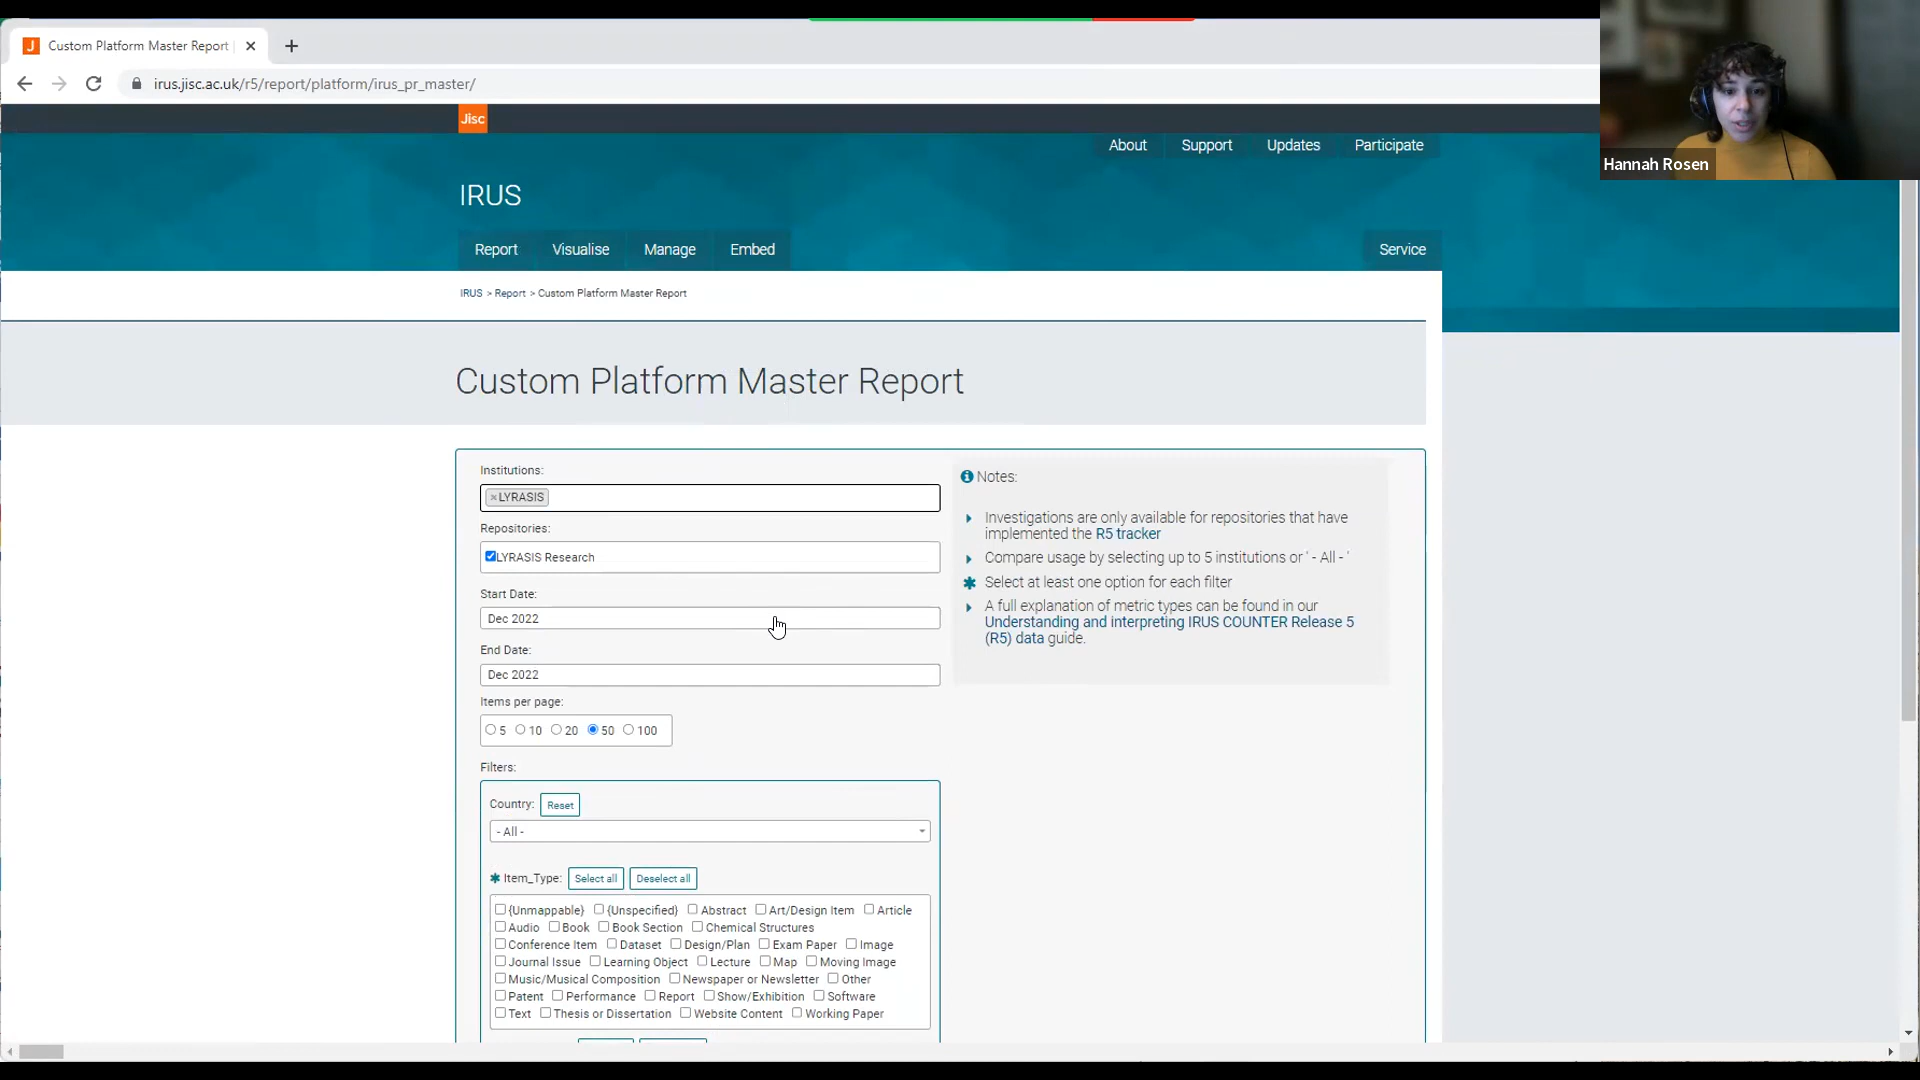 Custom Platform Master Report
irus.jisc.ac.uk/r5/report/platform/irus_pr_master/
Hannah Rosen
Jisc
About Support Updates Participate
IRUS
Report Visualise Manage Embed Service
IRUS > Report > Custom Platform Master Report
Custom Platform Master Report
Institutions:
×LYRASIS
Repositories:
LYRASIS Research
Start Date:
Dec 2022
End Date:
Dec 2022
Items per page:
5 10 20 50 100
Filters:
Country: Reset
- All -
Item_Type: Select all Deselect all
{Unmappable} {Unspecified} Abstract Art/Design Item Article
Audio Book Book Section Chemical Structures
Conference Item Dataset Design/Plan Exam Paper Image
Journal Issue Learning Object Lecture Map Moving Image
Music/Musical Composition Newspaper or Newsletter Other
Patent Performance Report Show/Exhibition Software
Text Thesis or Dissertation Website Content Working Paper
Notes:
Investigations are only available for repositories that have
implemented the R5 tracker
Compare usage by selecting up to 5 institutions or ' - All - '
Select at least one option for each filter
A full explanation of metric types can be found in our
Understanding and interpreting IRUS COUNTER Release 5
(R5) data guide.